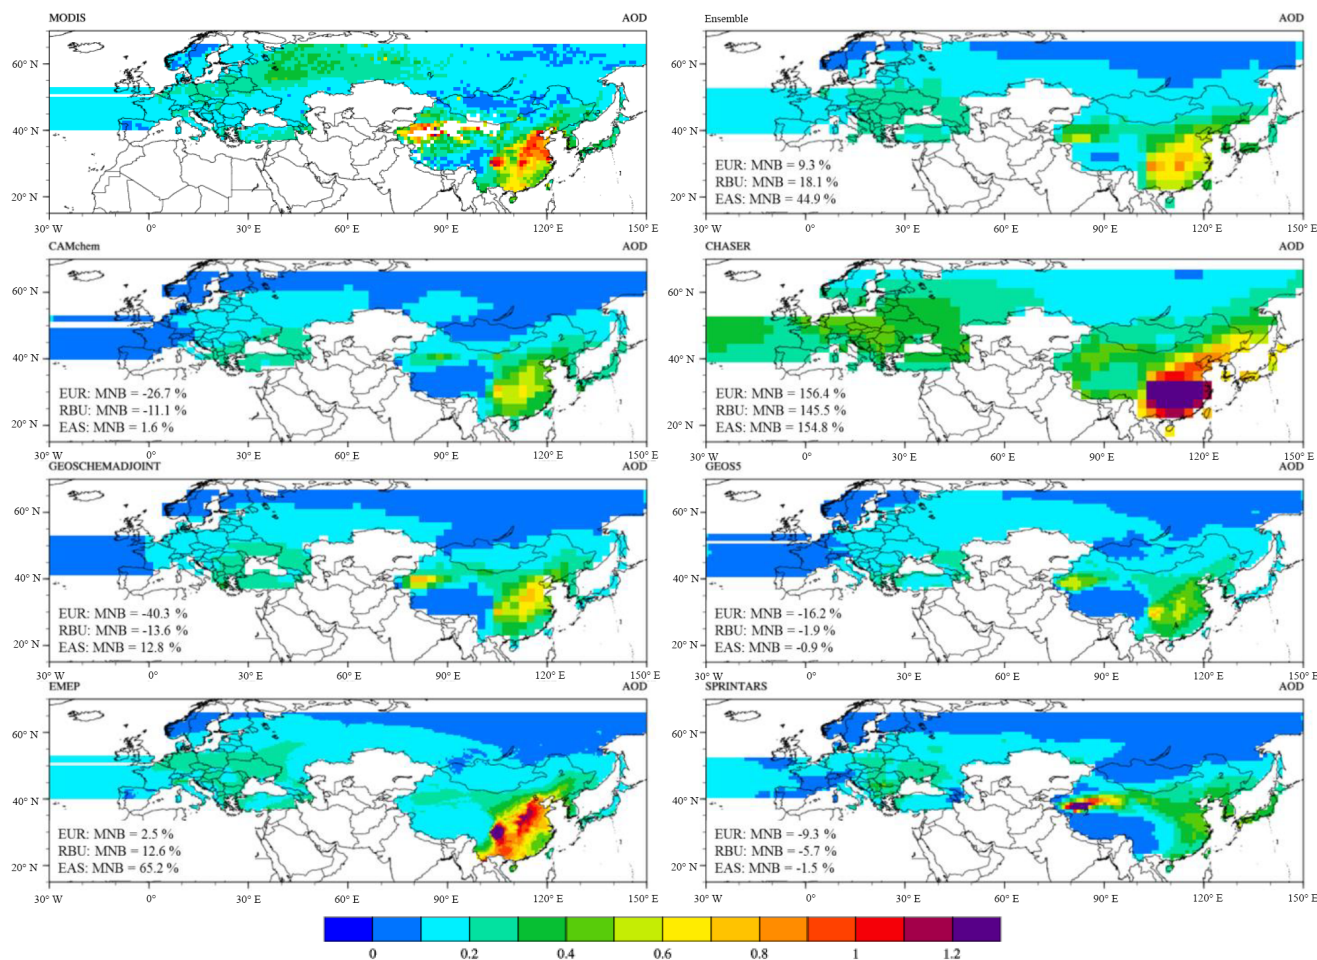 MODIS AOD
60° N
40° N
20° N
30° W 0° 30° E 60° E 90° E 120° E 150° E
Ensemble AOD
60° N
40° N
20° N
EUR: MNB = 9.3 %
RBU: MNB = 18.1 %
EAS: MNB = 44.9 %
30° W 0° 30° E 60° E 90° E 120° E 150° E
CAMchem AOD
60° N
40° N
20° N
EUR: MNB = -26.7 %
RBU: MNB = -11.1 %
EAS: MNB = 1.6 %
30° W 0° 30° E 60° E 90° E 120° E 150° E
CHASER AOD
60° N
40° N
20° N
EUR: MNB = 156.4 %
RBU: MNB = 145.5 %
EAS: MNB = 154.8 %
30° W 0° 30° E 60° E 90° E 120° E 150° E
GEOSCHEMADJOINT AOD
60° N
40° N
20° N
EUR: MNB = -40.3 %
RBU: MNB = -13.6 %
EAS: MNB = 12.8 %
30° W 0° 30° E 60° E 90° E 120° E 150° E
GEOS5 AOD
60° N
40° N
20° N
EUR: MNB = -16.2 %
RBU: MNB = -1.9 %
EAS: MNB = -0.9 %
30° W 0° 30° E 60° E 90° E 120° E 150° E
EMEP AOD
60° N
40° N
20° N
EUR: MNB = 2.5 %
RBU: MNB = 12.6 %
EAS: MNB = 65.2 %
30° W 0° 30° E 60° E 90° E 120° E 150° E
SPRINTARS AOD
60° N
40° N
20° N
EUR: MNB = -9.3 %
RBU: MNB = -5.7 %
EAS: MNB = -1.5 %
30° W 0° 30° E 60° E 90° E 120° E 150° E
0 0.2 0.4 0.6 0.8 1 1.2